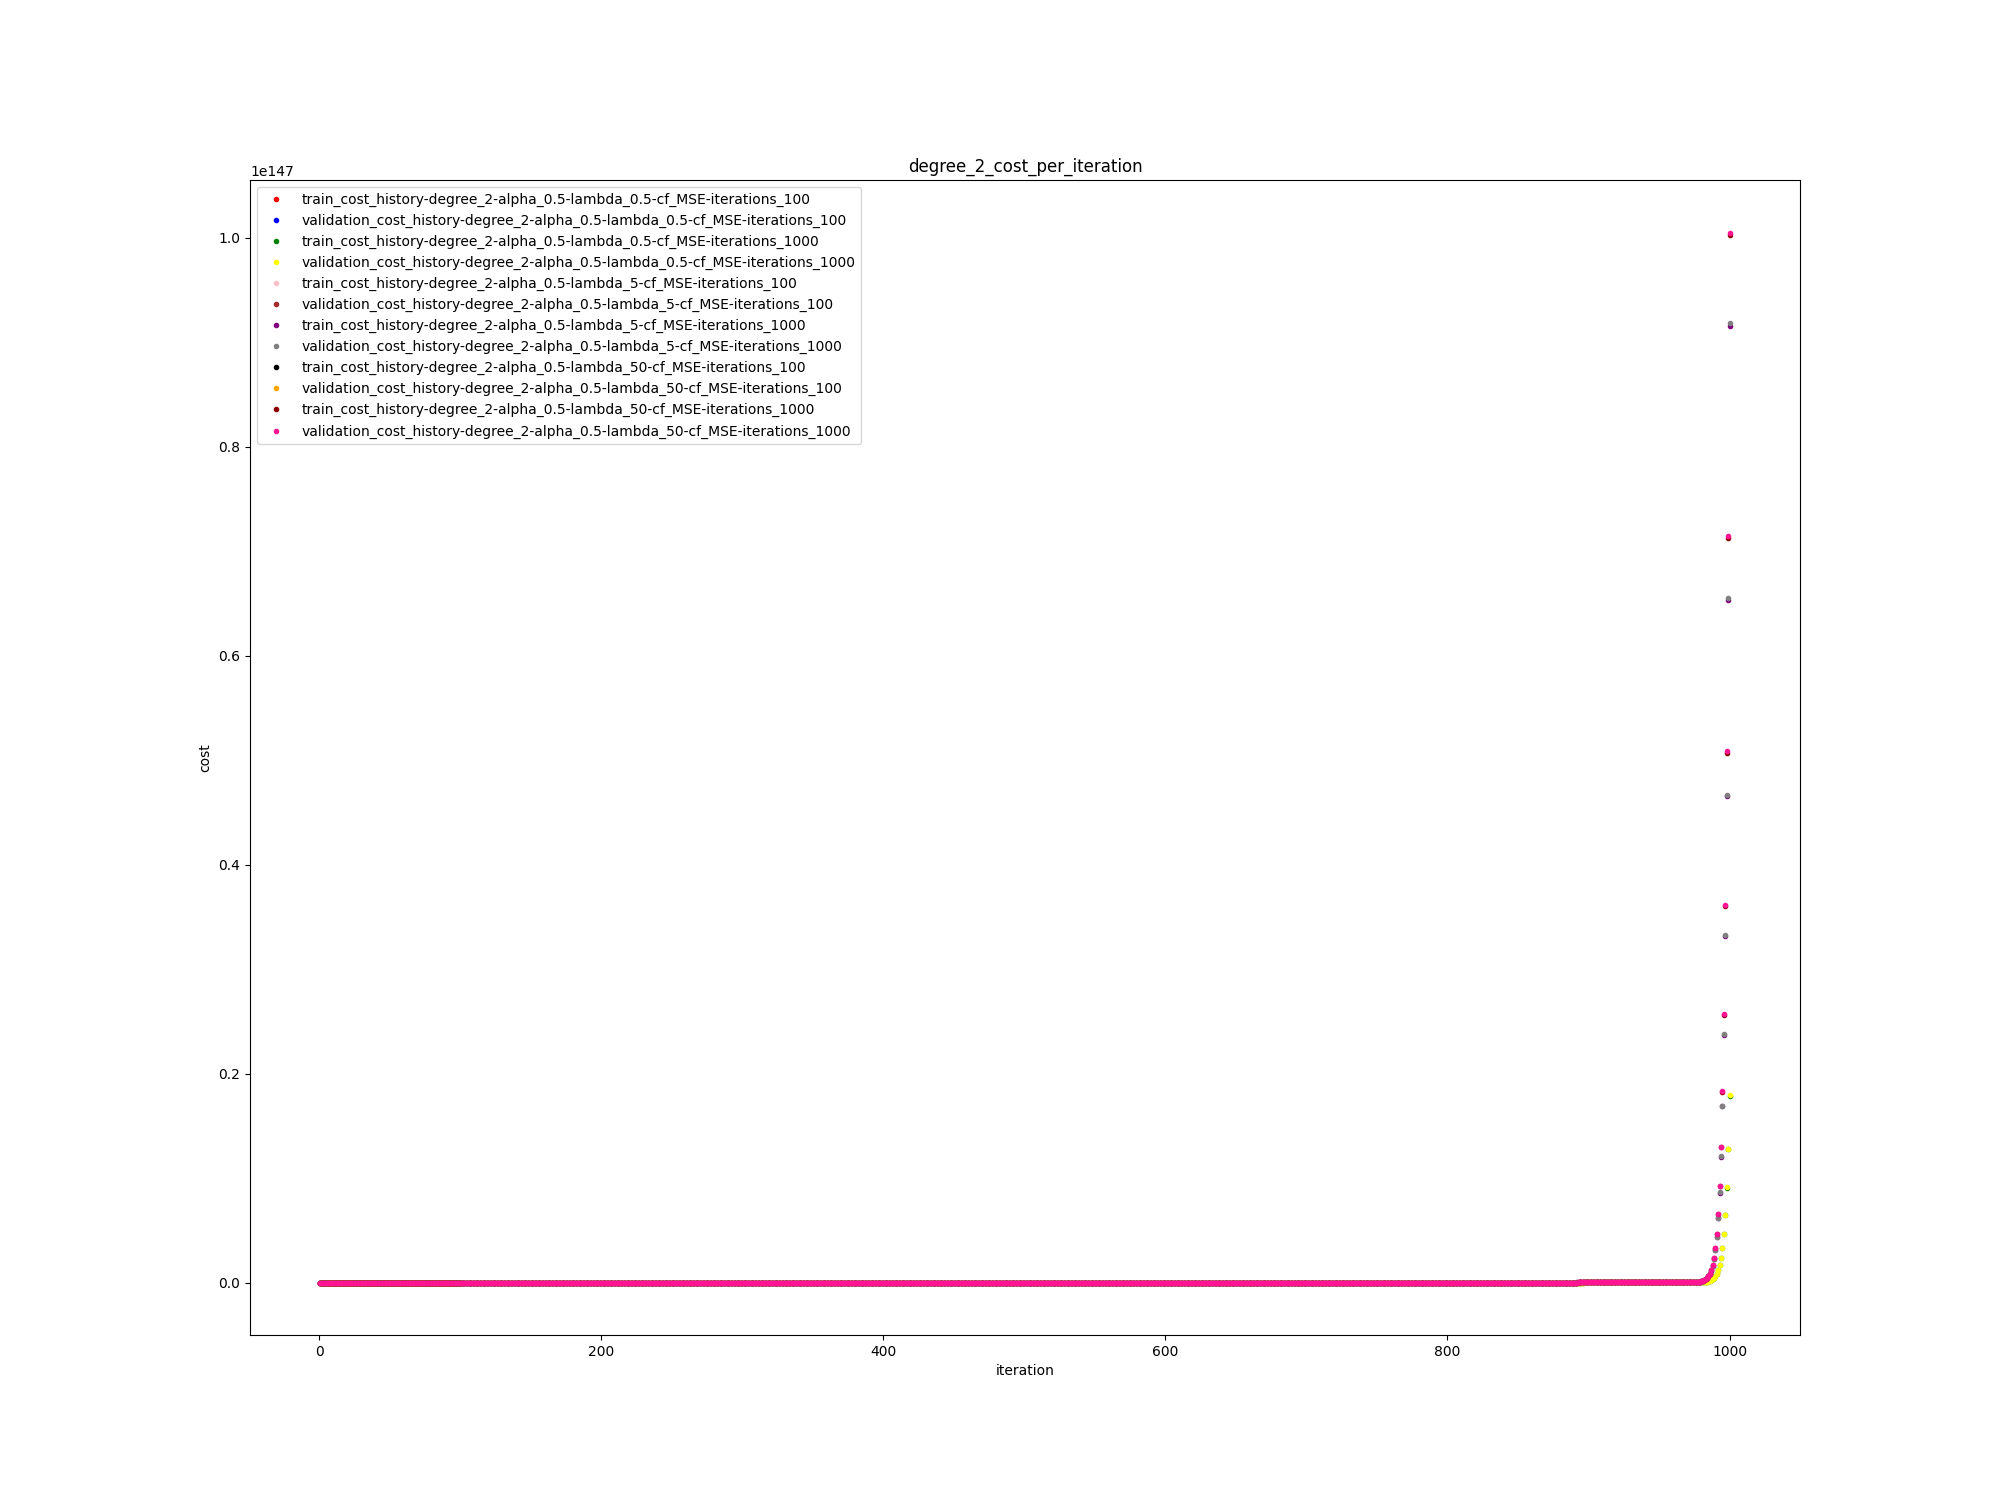 degree_2_cost_per_iteration
1e147
train_cost_history-degree_2-alpha_0.5-lambda_0.5-cf_MSE-iterations_100
validation_cost_history-degree_2-alpha_0.5-lambda_0.5-cf_MSE-iterations_100
train_cost_history-degree_2-alpha_0.5-lambda_0.5-cf_MSE-iterations_1000
validation_cost_history-degree_2-alpha_0.5-lambda_0.5-cf_MSE-iterations_1000
train_cost_history-degree_2-alpha_0.5-lambda_5-cf_MSE-iterations_100
validation_cost_history-degree_2-alpha_0.5-lambda_5-cf_MSE-iterations_100
train_cost_history-degree_2-alpha_0.5-lambda_5-cf_MSE-iterations_1000
validation_cost_history-degree_2-alpha_0.5-lambda_5-cf_MSE-iterations_1000
train_cost_history-degree_2-alpha_0.5-lambda_50-cf_MSE-iterations_100
validation_cost_history-degree_2-alpha_0.5-lambda_50-cf_MSE-iterations_100
train_cost_history-degree_2-alpha_0.5-lambda_50-cf_MSE-iterations_1000
validation_cost_history-degree_2-alpha_0.5-lambda_50-cf_MSE-iterations_1000
1.0
0.8
0.6
0.4
0.2
0.0
cost
0 200 400 600 800 1000
iteration